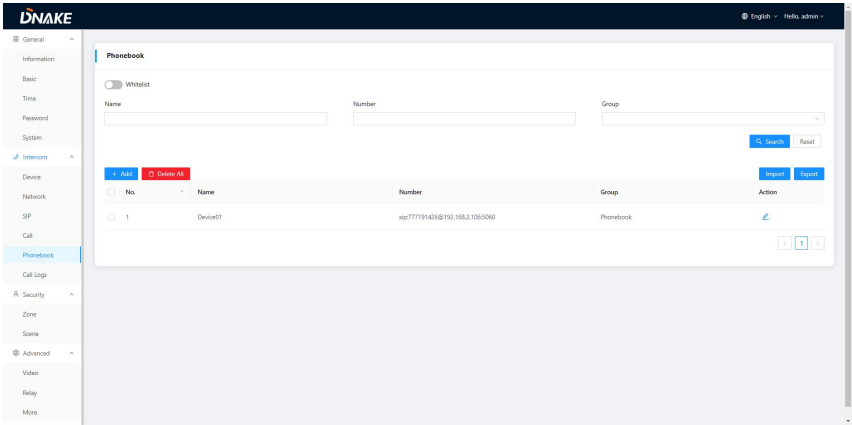 DNAKE
English Hello, admin
General
Information
Basic
Time
Password
System
Intercom
Device
Network
SIP
Call
Phonebook
Call Logs
Security
Zone
Scene
Advanced
Video
Relay
More
Phonebook
Whitelist
Name Number Group
Search Reset
+ Add Delete All Import Export
No. Name Number Group Action
1 Device01 sip:777191426@192.168.2.106:5060 Phonebook
< 1 >